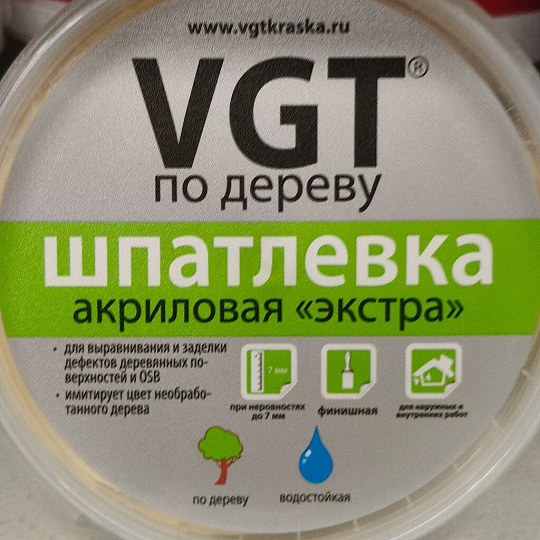 www.vgtkraska.ru
VGT®
по дереву
шпатлевка
акриловая «экстра»
• для выравнивания и заделки
дефектов деревянных по-
верхностей и OSB
• имитирует цвет необрабо-
танного дерева
7 мм
при неровностях
до 7 мм
финишная
для наружных и
внутренних работ
по дереву
водостойкая